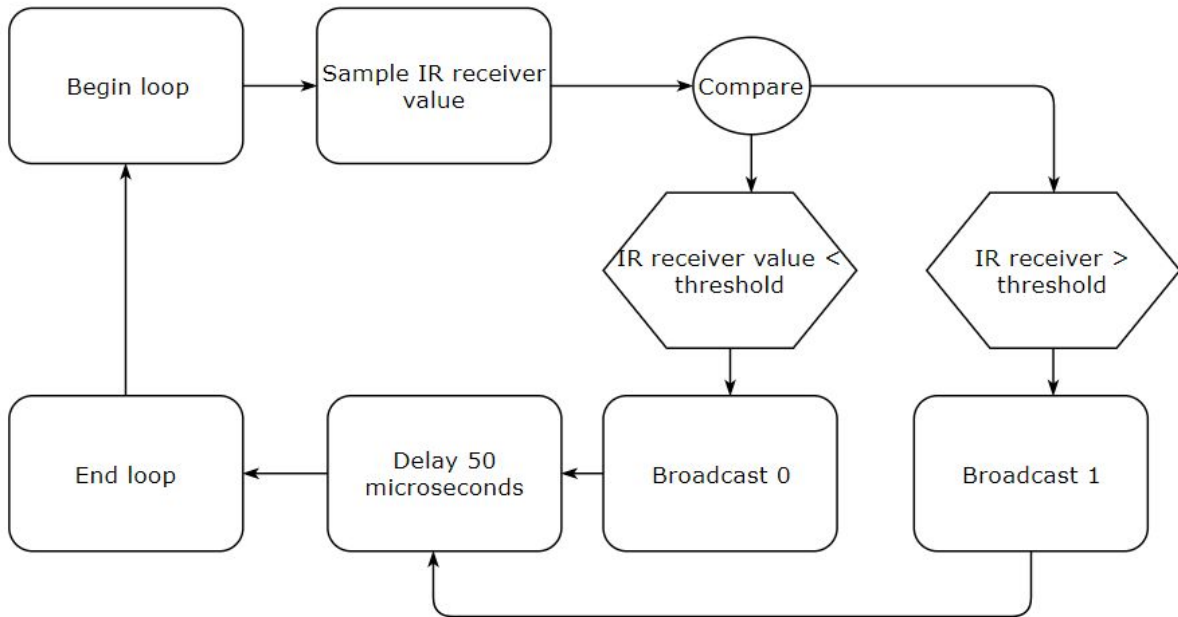 Begin loop
Sample IR receiver
value
Compare
IR receiver value <
threshold
IR receiver >
threshold
End loop
Delay 50
microseconds
Broadcast 0
Broadcast 1